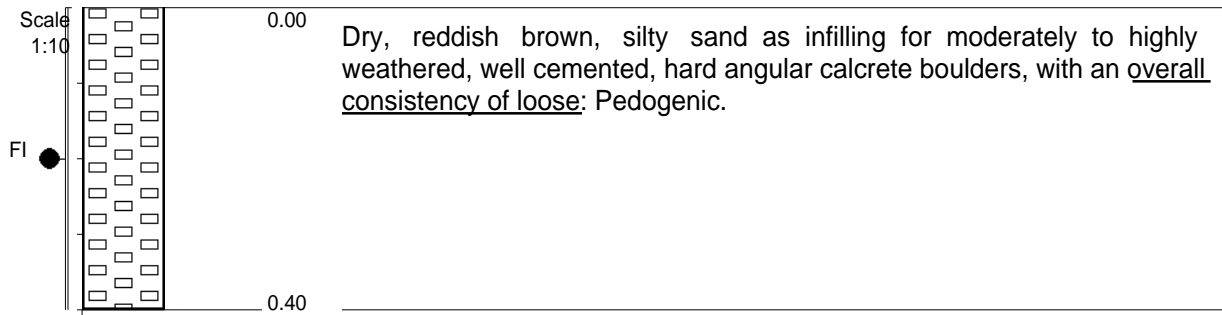 Scale
1:10
0.00
Dry, reddish brown, silty sand as infilling for moderately to highly
weathered, well cemented, hard angular calcrete boulders, with an overall
consistency of loose: Pedogenic.
FI
0.40